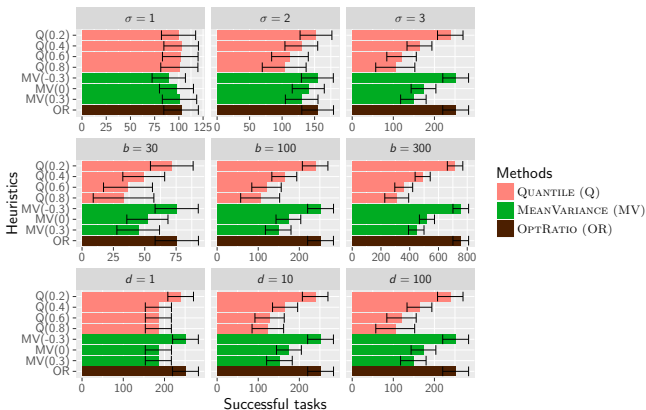 σ = 1
σ = 2
σ = 3
Q(0.2)
Q(0.4)
Q(0.6)
Q(0.8)
MV(-0.3)
MV(0)
MV(0.3)
OR
0 25 50 75 100 125
0 50 100 150
0 100 200
b = 30
b = 100
b = 300
Q(0.2)
Q(0.4)
Q(0.6)
Q(0.8)
MV(-0.3)
MV(0)
MV(0.3)
OR
0 25 50 75
0 100 200
0 200 400 600 800
d = 1
d = 10
d = 100
Q(0.2)
Q(0.4)
Q(0.6)
Q(0.8)
MV(-0.3)
MV(0)
MV(0.3)
OR
0 100 200
0 100 200
0 100 200
Heuristics
Successful tasks
Methods
QUANTILE (Q)
MEANVARIANCE (MV)
OPTRATIO (OR)